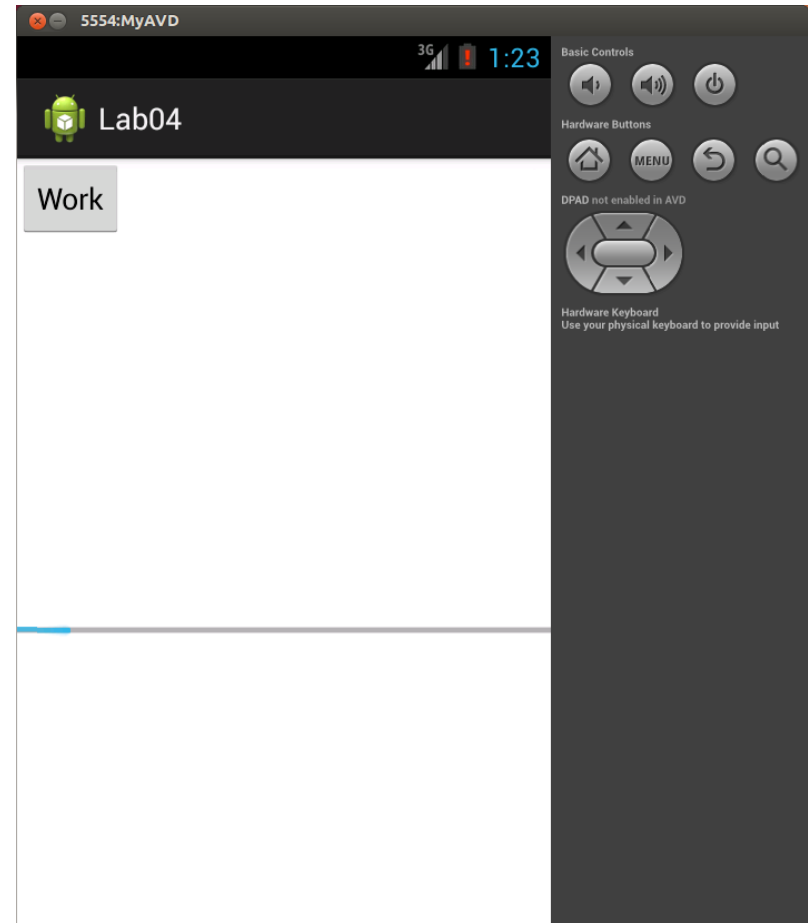 5554:MyAVD
3G 1:23
Lab04
Work
Basic Controls
Hardware Buttons
MENU
DPAD not enabled in AVD
Hardware Keyboard
Use your physical keyboard to provide input